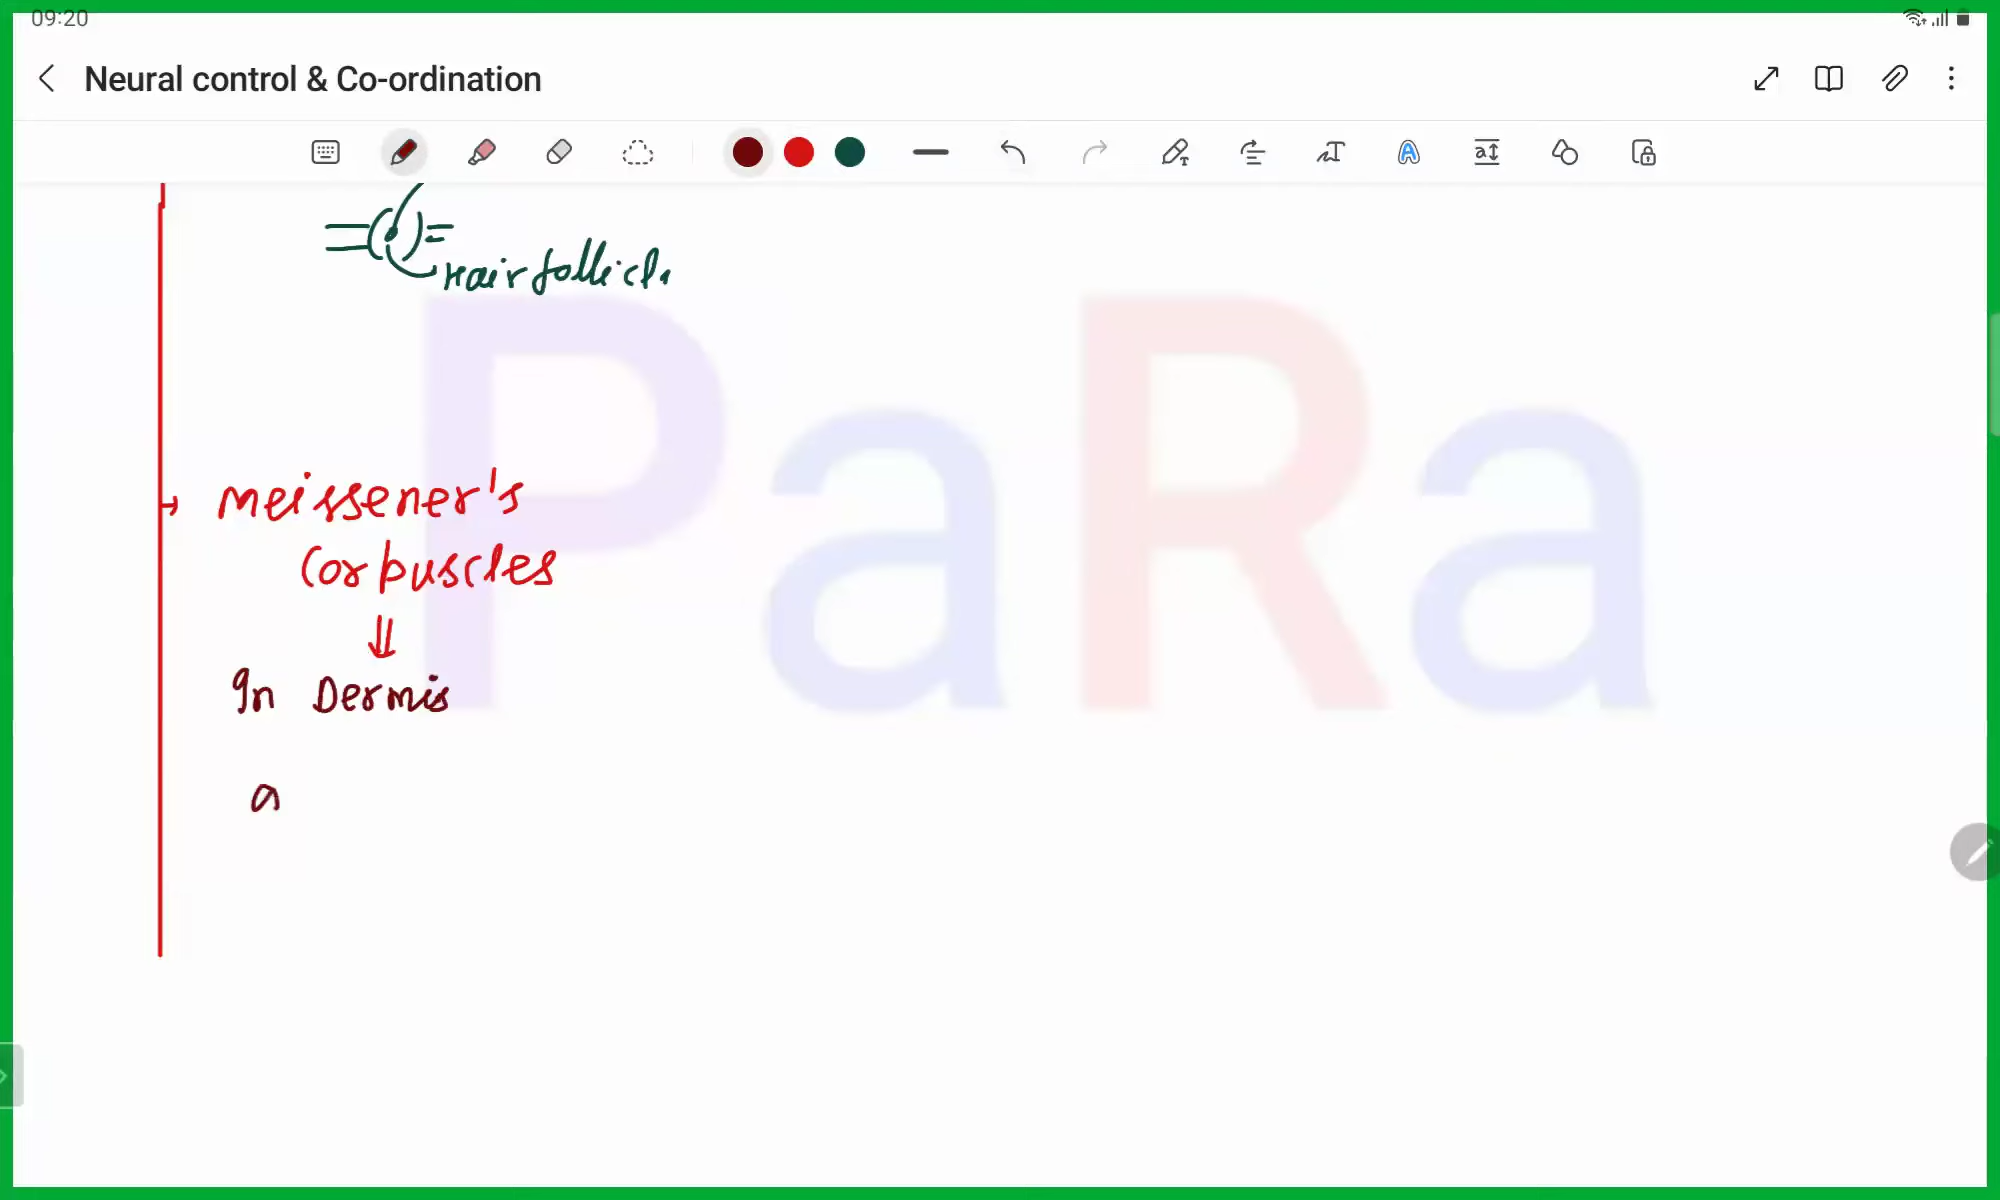 09:20
Neural control & Co-ordination
Hair follicle
PaRa
Meissener's
Corpuscles
In Dermis
a